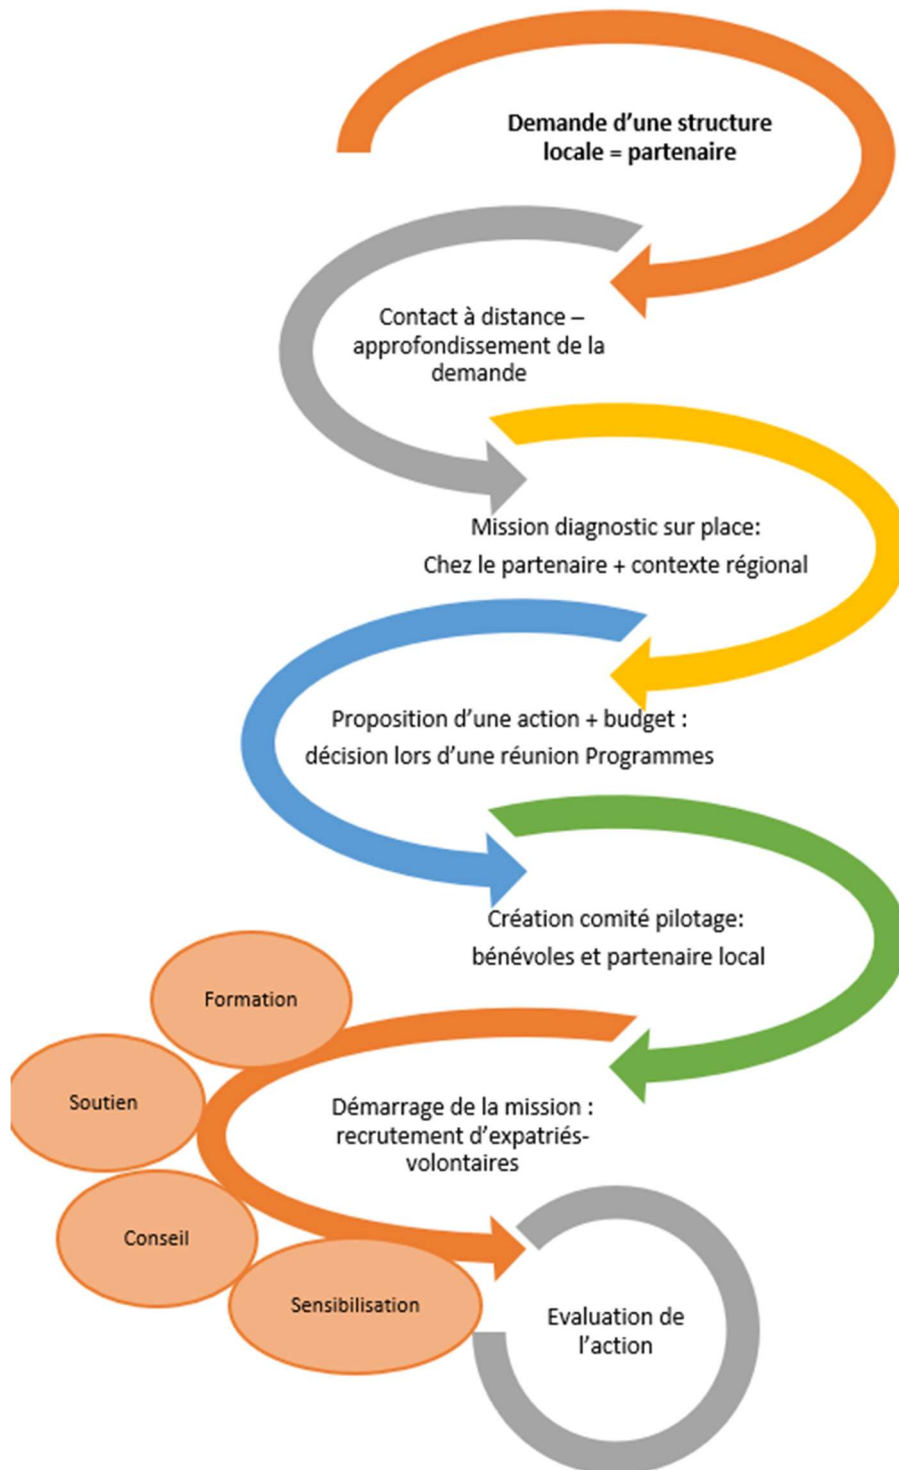 Demande d'une structure
locale = partenaire
Contact à distance –
approfondissement de la
demande
Mission diagnostic sur place:
Chez le partenaire + contexte régional
Proposition d'une action + budget :
décision lors d'une réunion Programmes
Création comité pilotage:
bénévoles et partenaire local
Formation
Soutien
Conseil
Sensibilisation
Démarrage de la mission :
recrutement d'expatriés-
volontaires
Evaluation de
l'action